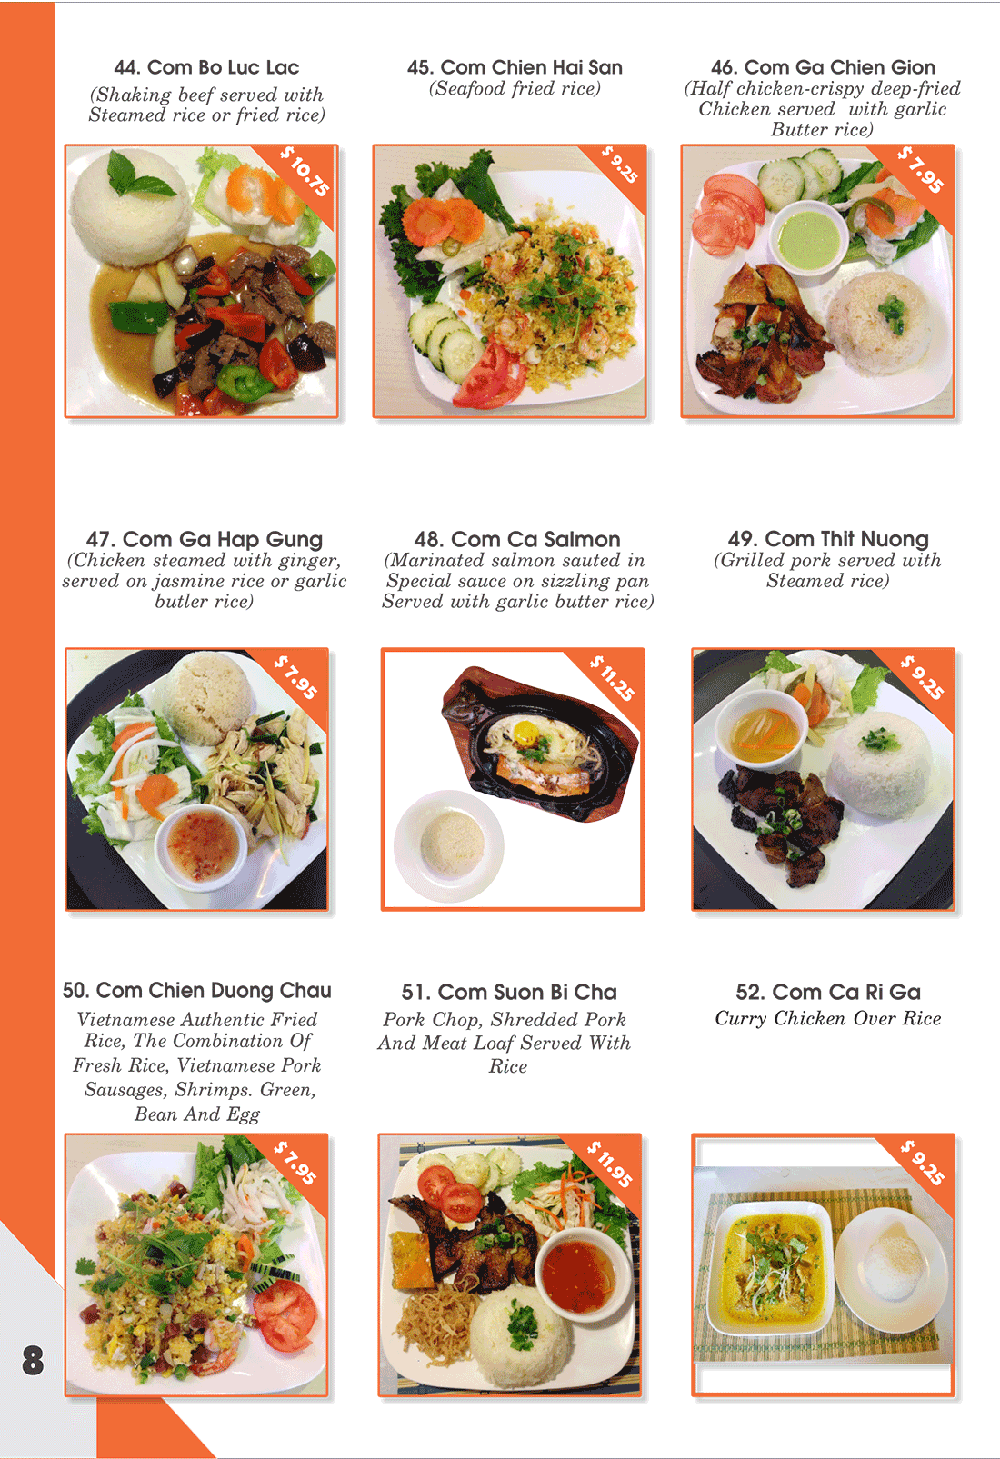 44. Com Bo Luc Lac
(Shaking beef served with
Steamed rice or fried rice)
$ 10.75
45. Com Chien Hai San
(Seafood fried rice)
$ 9.25
46. Com Ga Chien Gion
(Half chicken-crispy deep-fried
Chicken served with garlic
Butter rice)
$ 7.95
47. Com Ga Hap Gung
(Chicken steamed with ginger,
served on jasmine rice or garlic
butler rice)
$ 7.95
48. Com Ca Salmon
(Marinated salmon sauted in
Special sauce on sizzling pan
Served with garlic butter rice)
$ 11.25
49. Com Thit Nuong
(Grilled pork served with
Steamed rice)
$ 9.25
50. Com Chien Duong Chau
Vietnamese Authentic Fried
Rice, The Combination Of
Fresh Rice, Vietnamese Pork
Sausages, Shrimps. Green,
Bean And Egg
$ 7.95
51. Com Suon Bi Cha
Pork Chop, Shredded Pork
And Meat Loaf Served With
Rice
$ 11.95
52. Com Ca Ri Ga
Curry Chicken Over Rice
$ 9.25
8